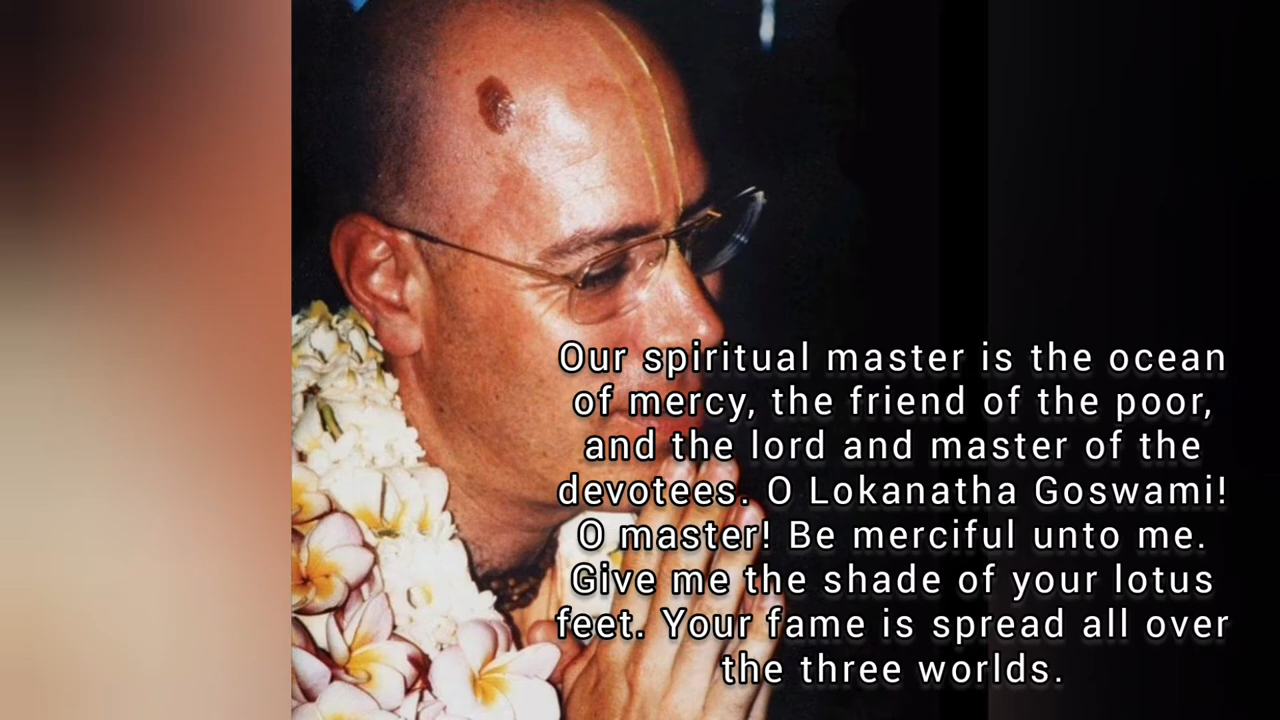 Our spiritual master is the ocean
of mercy, the friend of the poor,
and the lord and master of the
devotees. O Lokanatha Goswami!
O master! Be merciful unto me.
Give me the shade of your lotus
feet. Your fame is spread all over
the three worlds.